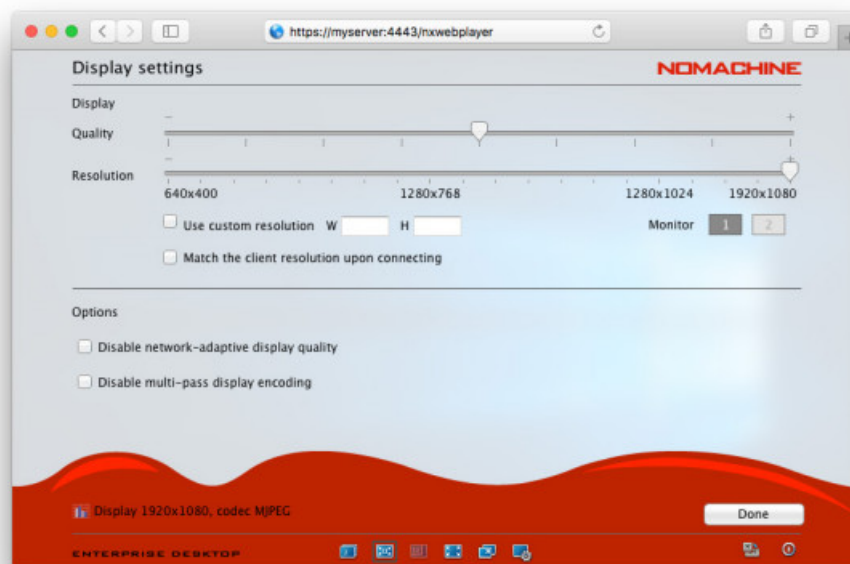 https://myserver:4443/nxwebplayer
Display settings
NOMACHINE
Display
Quality
− +
Resolution
− +
640x400 1280x768 1280x1024 1920x1080
Use custom resolution W H Monitor 1 2
Match the client resolution upon connecting
Options
Disable network-adaptive display quality
Disable multi-pass display encoding
Display 1920x1080, codec MJPEG
Done
ENTERPRISE DESKTOP